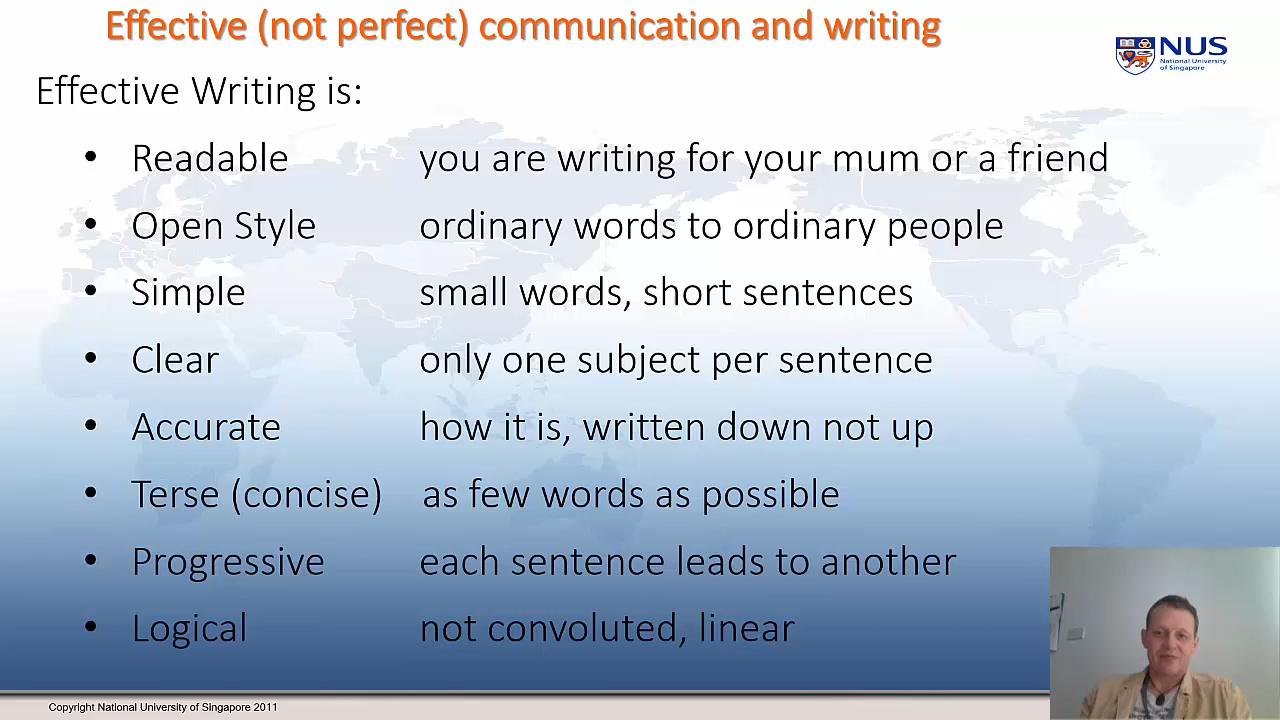 Effective (not perfect) communication and writing
NUS
National University
of Singapore
Effective Writing is:
• Readable you are writing for your mum or a friend
• Open Style ordinary words to ordinary people
• Simple small words, short sentences
• Clear only one subject per sentence
• Accurate how it is, written down not up
• Terse (concise) as few words as possible
• Progressive each sentence leads to another
• Logical not convoluted, linear
Copyright National University of Singapore 2011